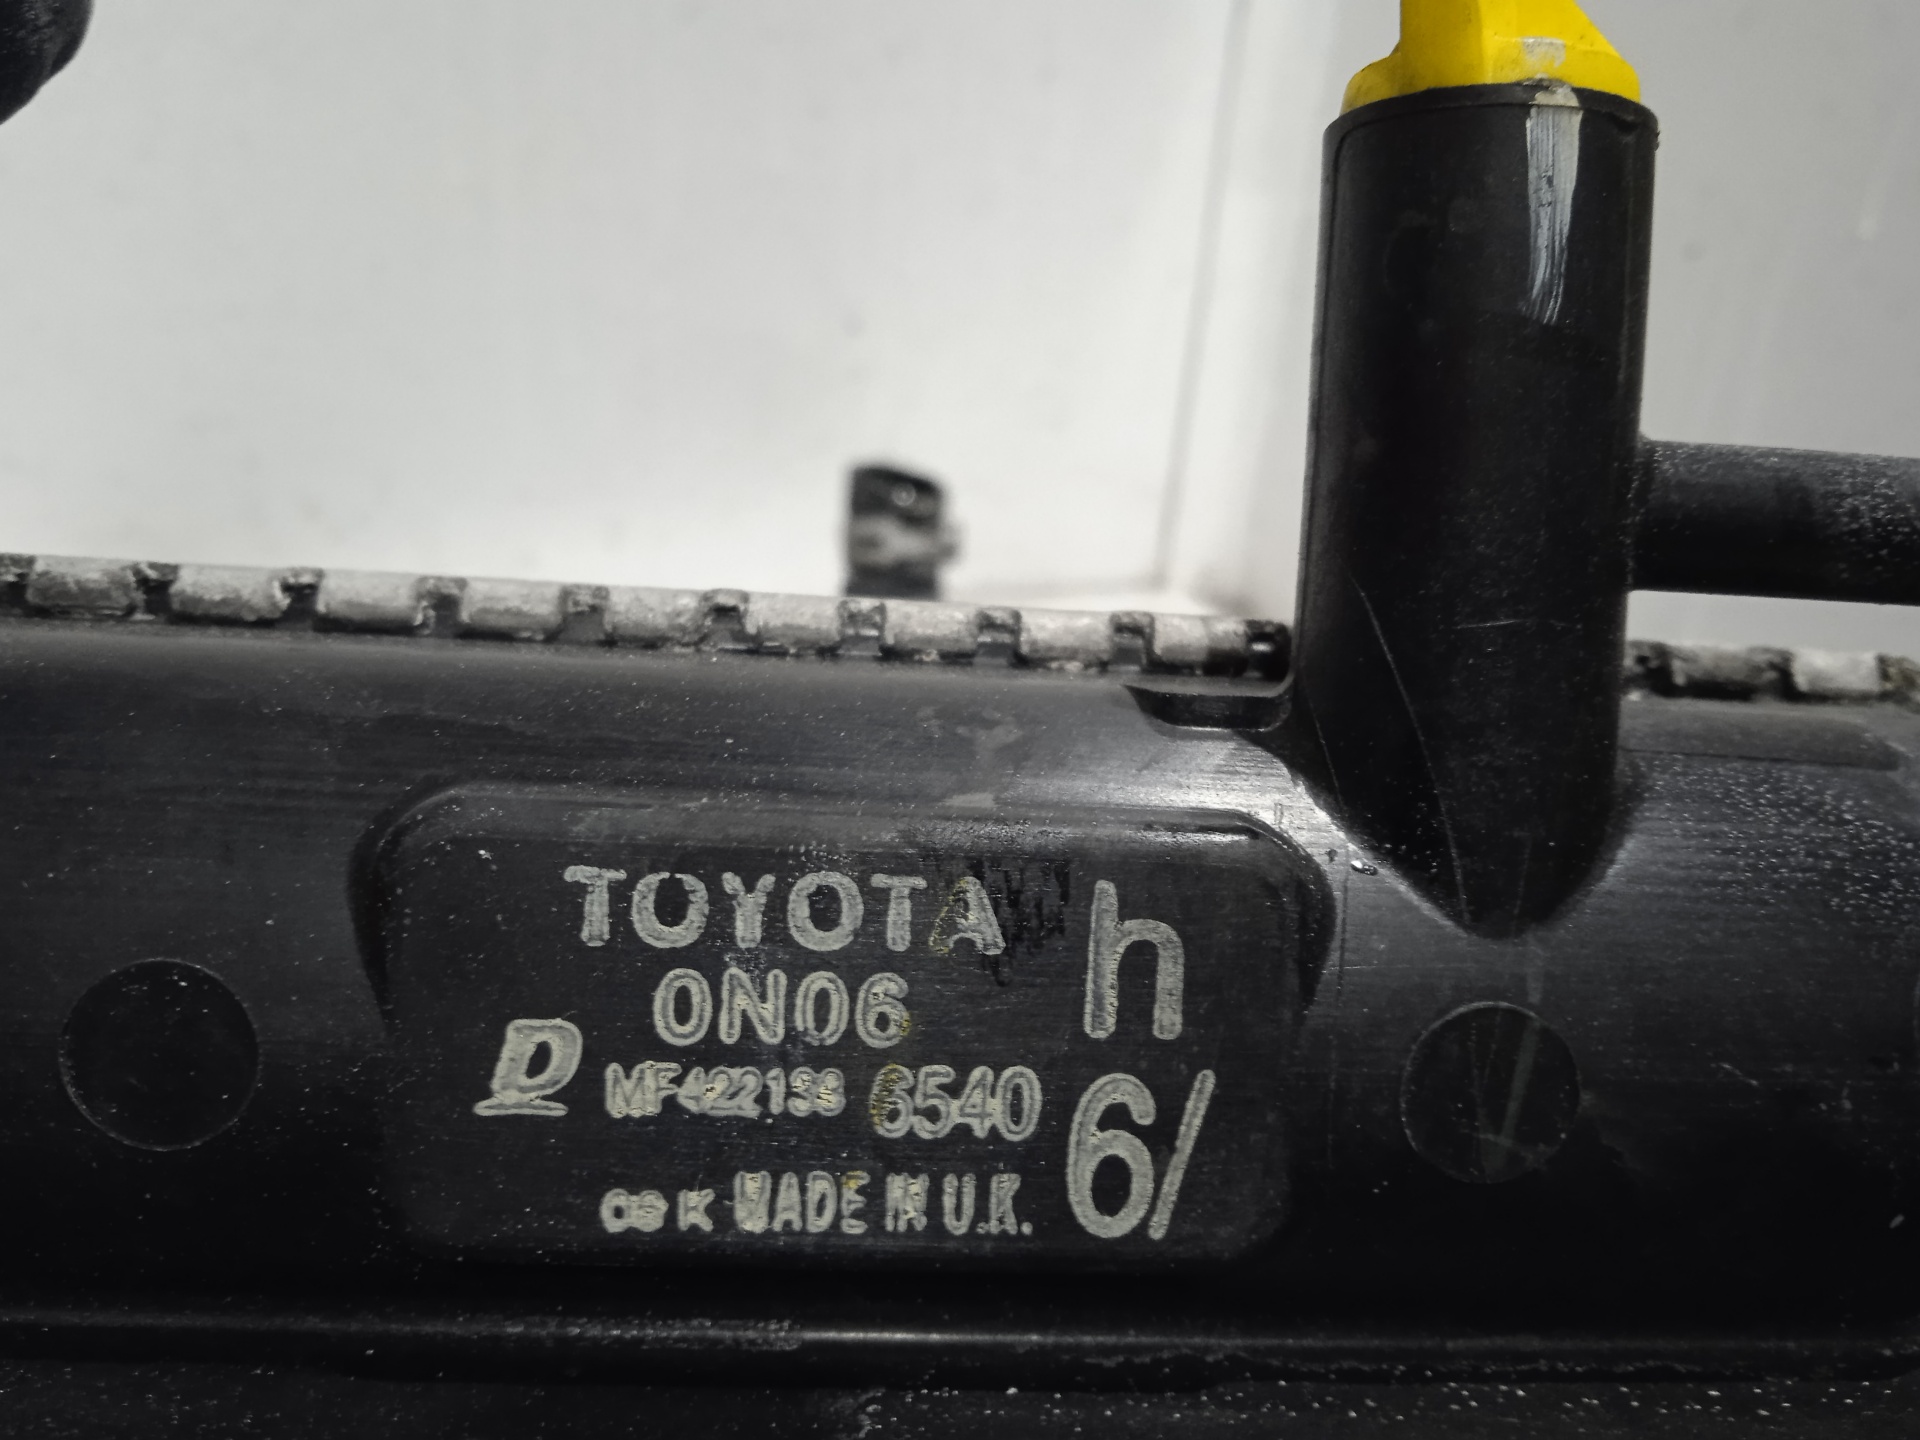 TOYOTA
h
0N06
D
MF422133 6540
6/
K MADE IN U.K.